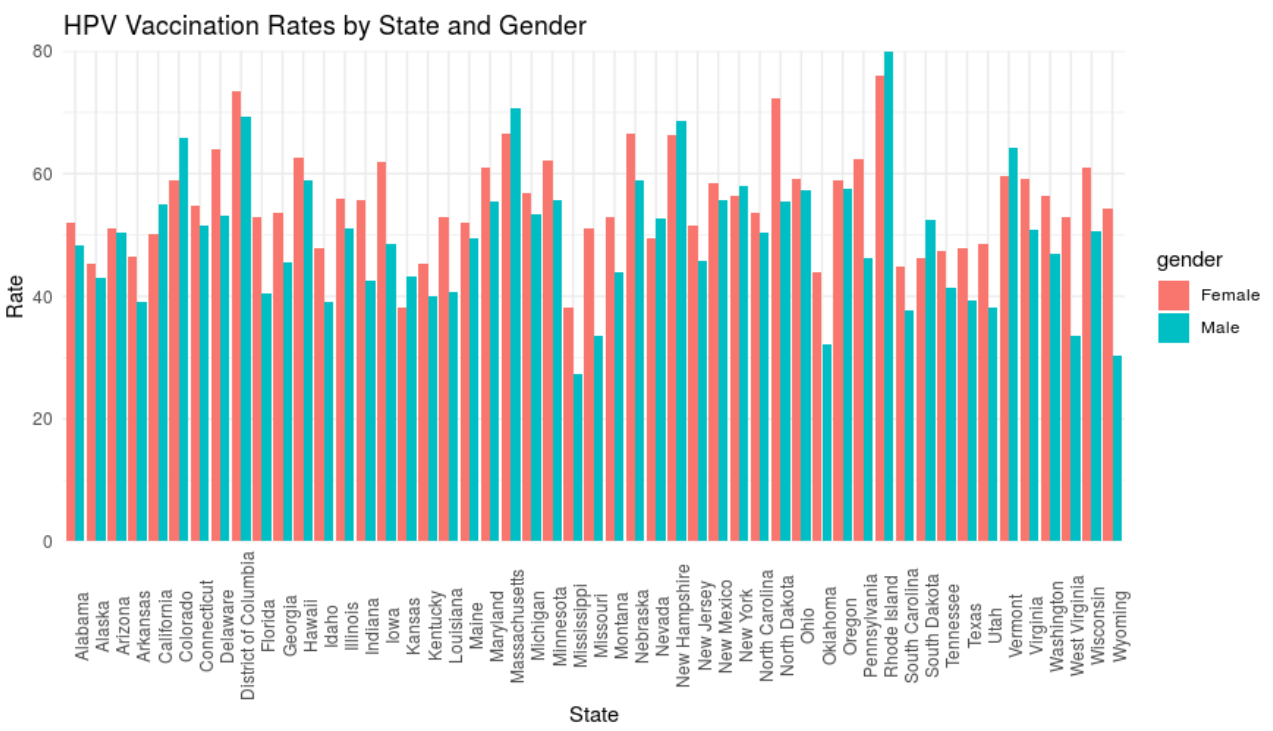 HPV Vaccination Rates by State and Gender
80
60
40
20
0
Rate
Alabama
Alaska
Arizona
Arkansas
California
Colorado
Connecticut
Delaware
District of Columbia
Florida
Georgia
Hawaii
Idaho
Illinois
Indiana
Iowa
Kansas
Kentucky
Louisiana
Maine
Maryland
Massachusetts
Michigan
Minnesota
Mississippi
Missouri
Montana
Nebraska
Nevada
New Hampshire
New Jersey
New Mexico
New York
North Carolina
North Dakota
Ohio
Oklahoma
Oregon
Pennsylvania
Rhode Island
South Carolina
South Dakota
Tennessee
Texas
Utah
Vermont
Virginia
Washington
West Virginia
Wisconsin
Wyoming
State
gender
Female
Male